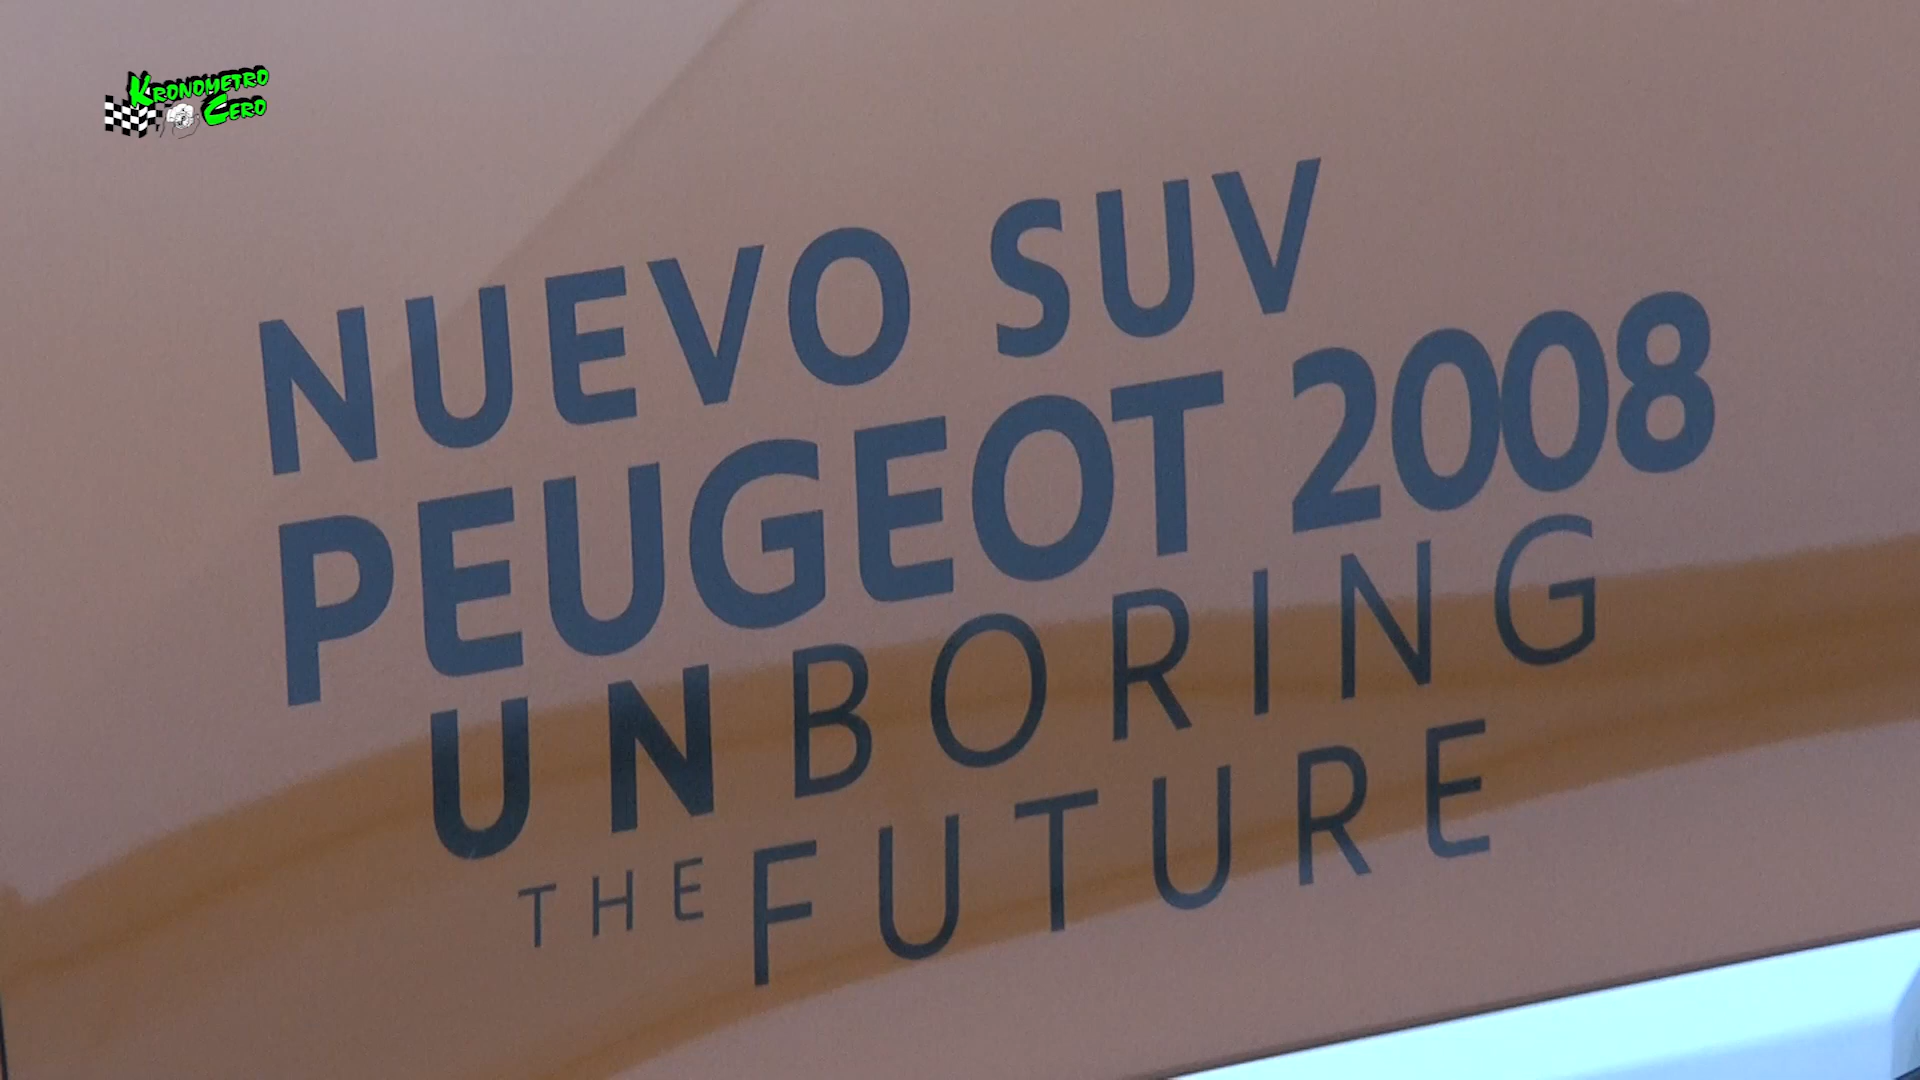 KRONOMETRO
CERO
NUEVO SUV
PEUGEOT 2008
UNBORING
THE FUTURE